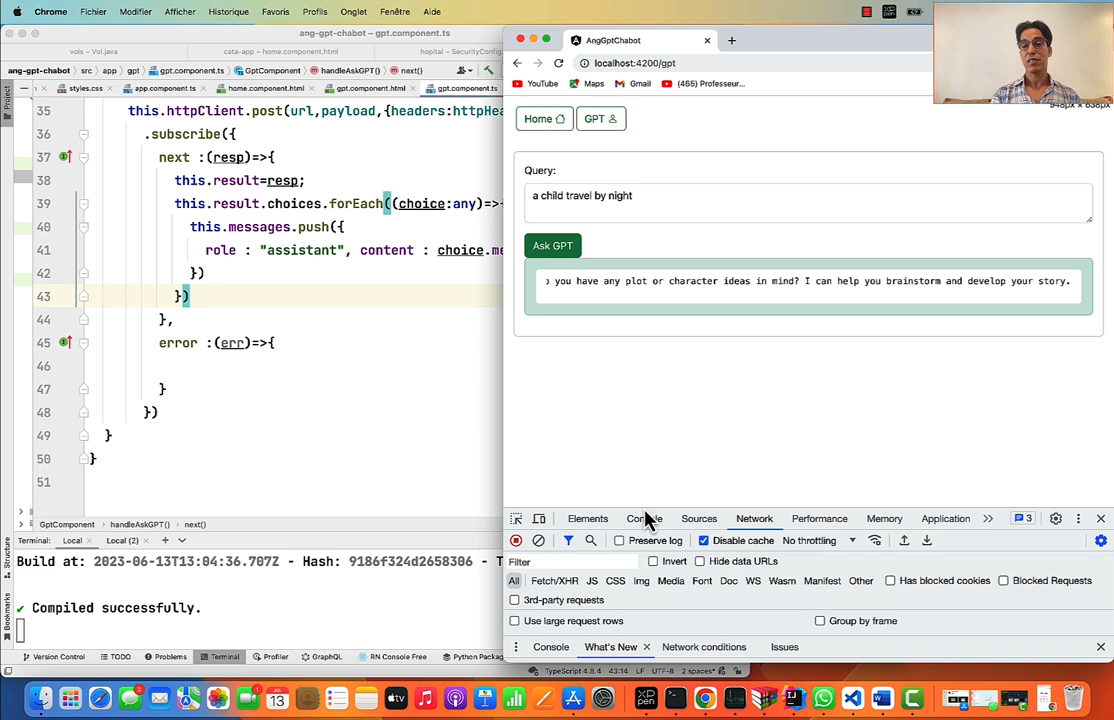 Chrome Fichier Modifier Afficher Historique Favoris Profils Onglet Fenêtre Aide
ang-gpt-chabot – gpt.component.ts
vols – Vol.java cata-app – home.component.html hopital – SecurityConfig
ang-gpt-chabot src app gpt gpt.component.ts GptComponent handleAskGPT() next()
styles.css app.component.ts home.component.html gpt.component.html gpt.component.ts
35 this.httpClient.post(url,payload,{headers:httpHea
36 .subscribe({
37 next :(resp)=>{
38 this.result=resp;
39 this.result.choices.forEach((choice:any)=>{
40 this.messages.push({
41 role : "assistant", content : choice.me
42 })
43 })
44 },
45 error :(err)=>{
46
47 }
48 })
49 }
50 }
51
GptComponent handleAskGPT() next()
Terminal: Local Local (2) +
Build at: 2023-06-13T13:04:36.707Z - Hash: 9186f324d2658306 - T
✔ Compiled successfully.
Version Control TODO Problems Terminal Profiler GraphQL RN Console Free Python Packag
TypeScript 4.8.4 LF UTF-8 2 spaces*
Project
Structure
Bookmarks
AngGptChabot
localhost:4200/gpt
YouTube Maps Gmail (465) Professeur...
948px × 638px
Home GPT
Query:
a child travel by night
Ask GPT
o you have any plot or character ideas in mind? I can help you brainstorm and develop your story.
Elements Console Sources Network Performance Memory Application » 3
Preserve log Disable cache No throttling
Filter Invert Hide data URLs
All Fetch/XHR JS CSS Img Media Font Doc WS Wasm Manifest Other Has blocked cookies Blocked Requests
3rd-party requests
Use large request rows Group by frame
Console What's New Network conditions Issues
XP PEN
13